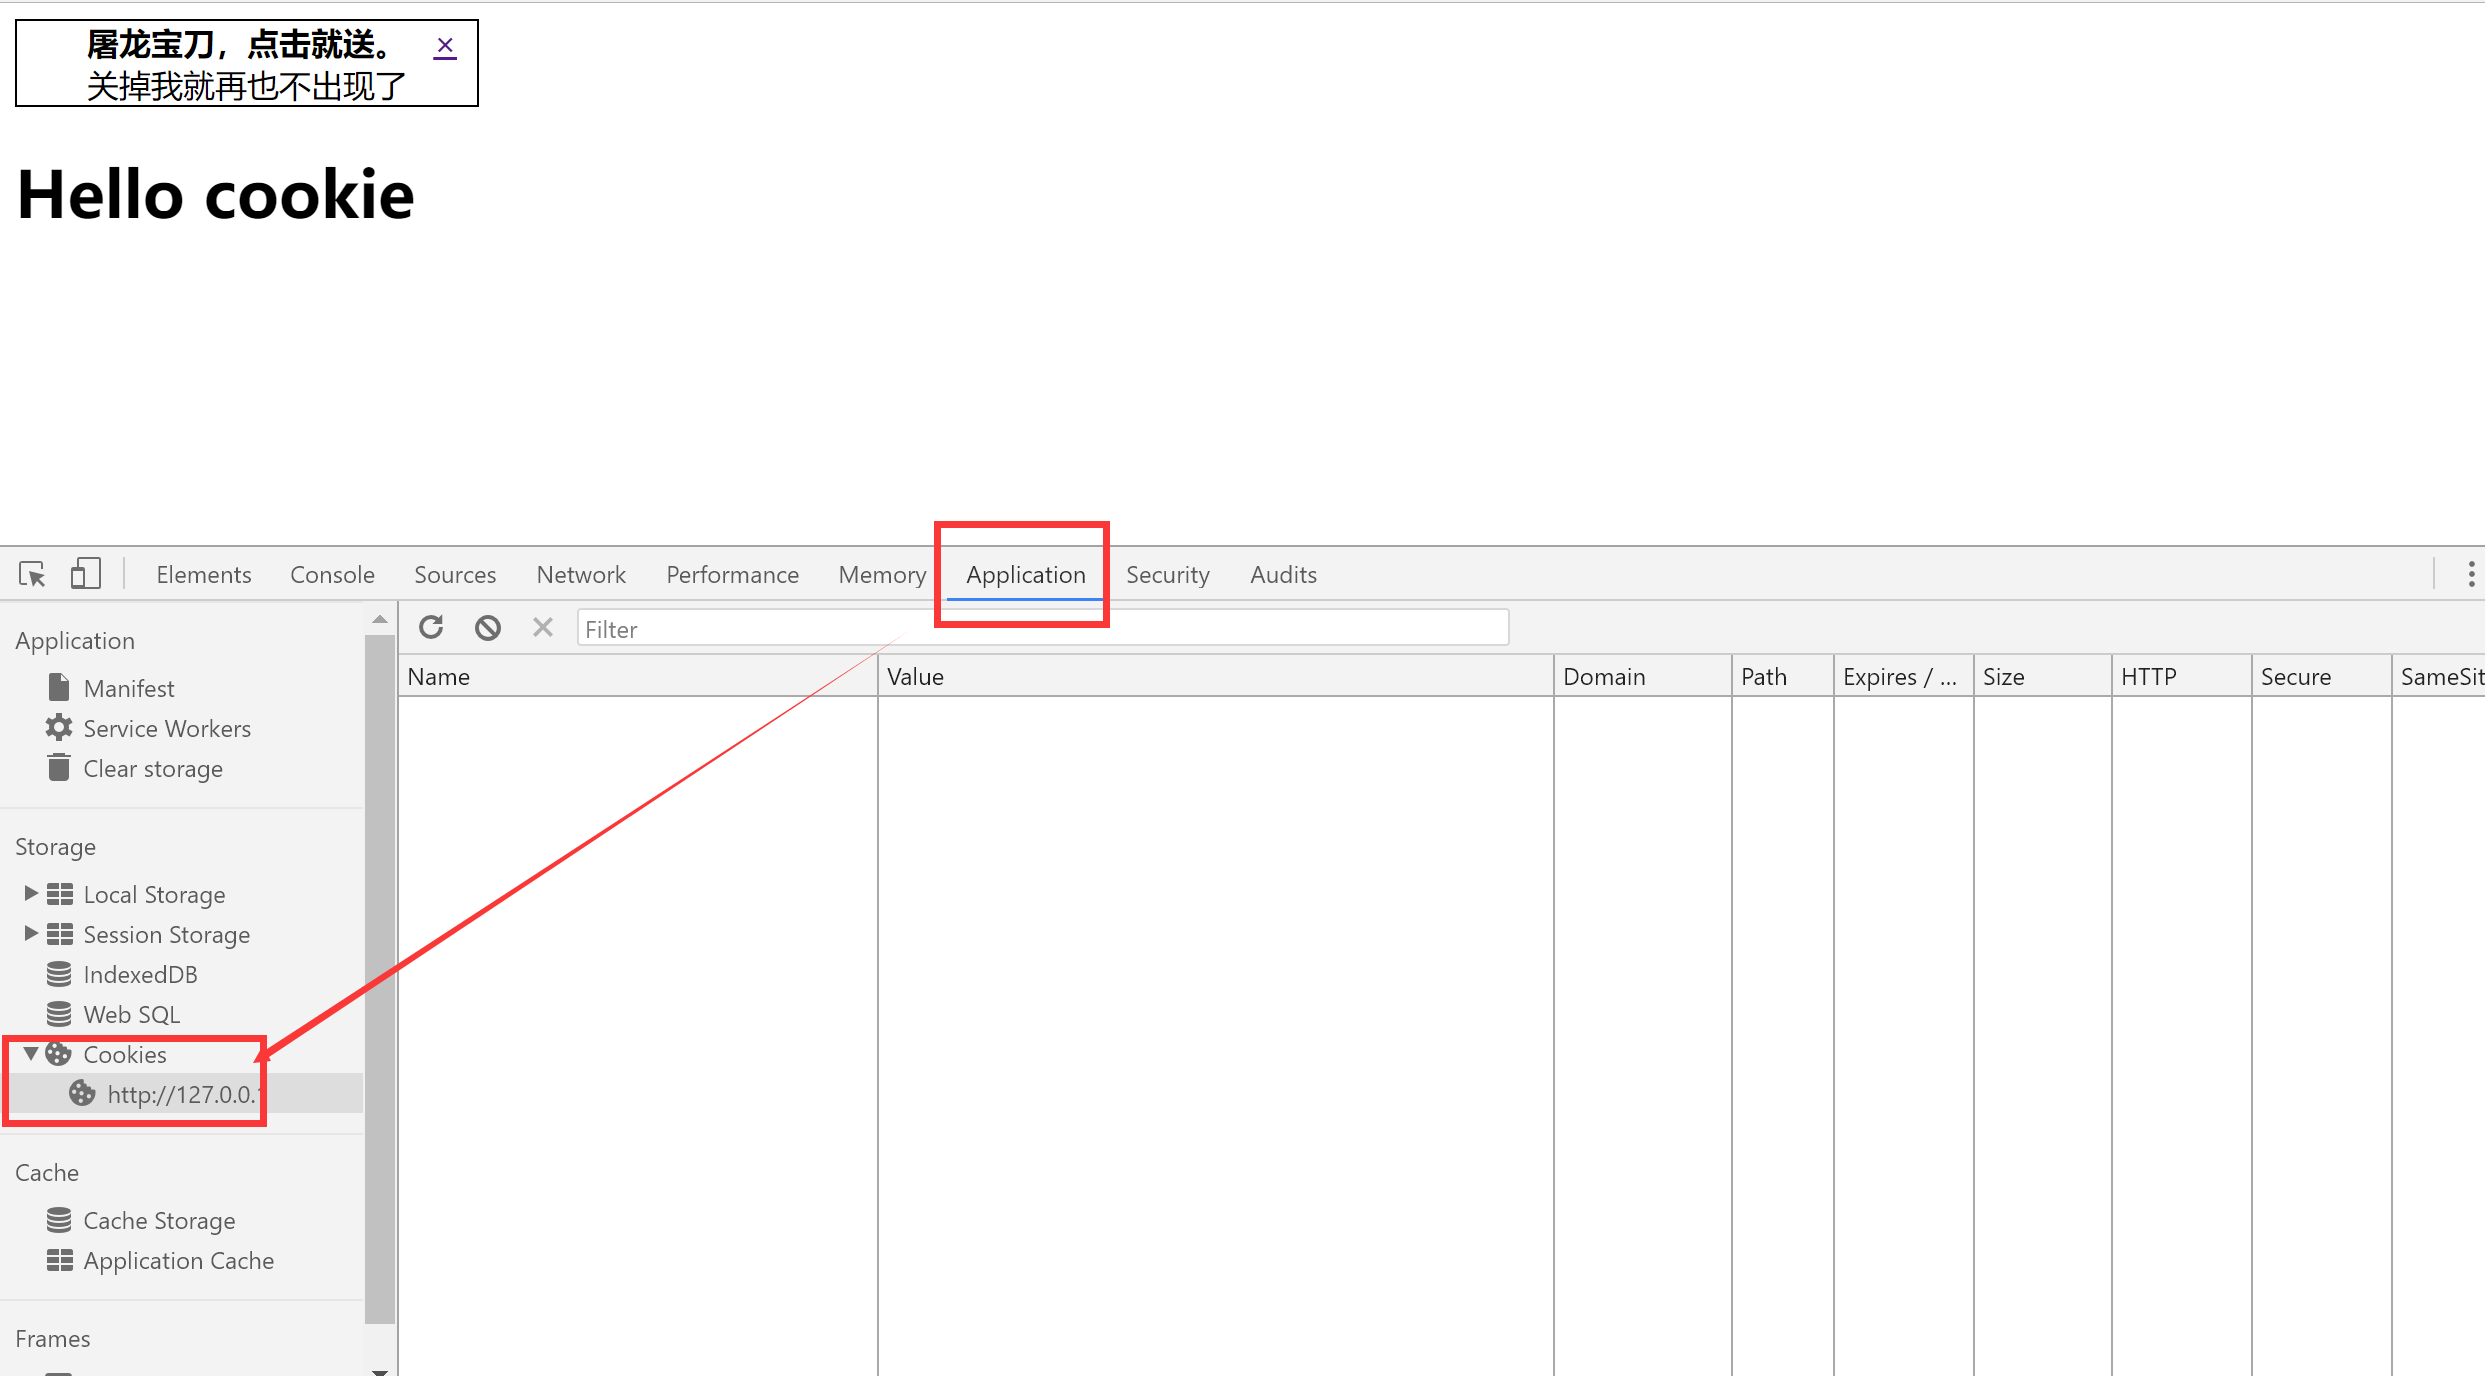 屠龙宝刀，点击就送。 ×
关掉我就再也不出现了
Hello cookie
Elements Console Sources Network Performance Memory Application Security Audits
Filter
Application
Manifest
Service Workers
Clear storage
Storage
Local Storage
Session Storage
IndexedDB
Web SQL
Cookies
http://127.0.0.1
Cache
Cache Storage
Application Cache
Frames
Name Value Domain Path Expires / ... Size HTTP Secure SameSit